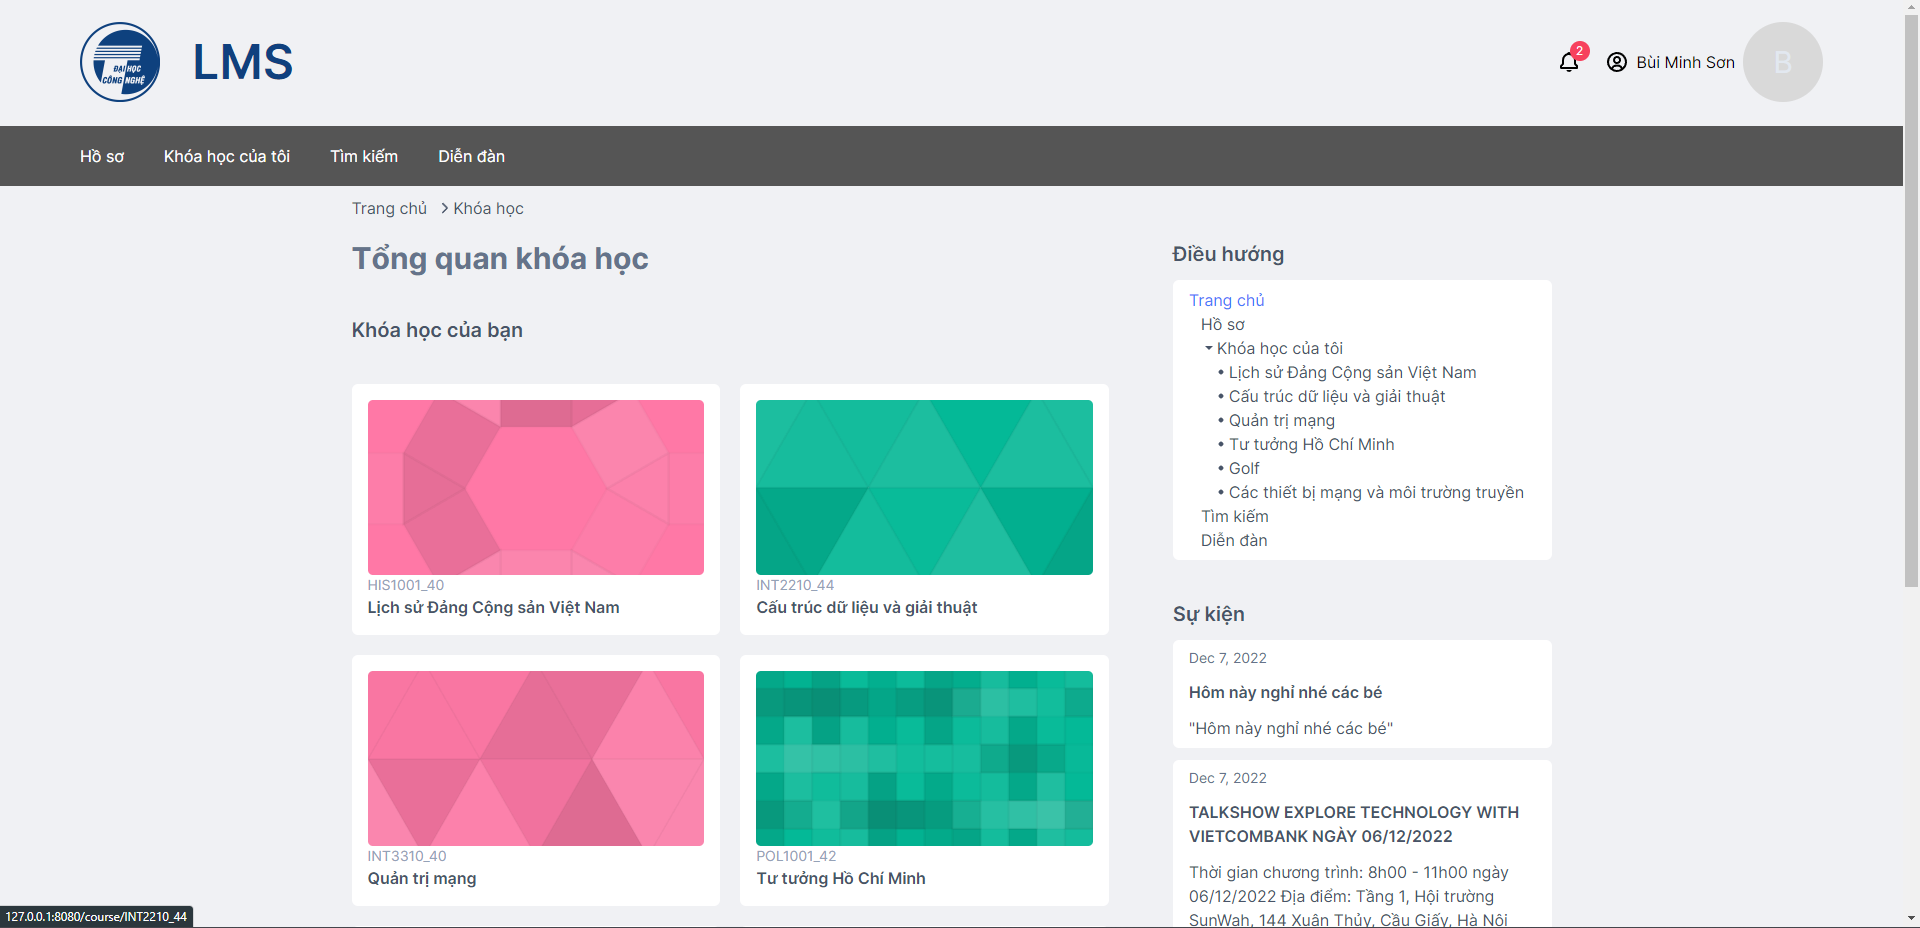 ĐẠI HỌC
CÔNG NGHỆ
LMS
2
Bùi Minh Sơn
B
Hồ sơ
Khóa học của tôi
Tìm kiếm
Diễn đàn
Trang chủ > Khóa học
Tổng quan khóa học
Khóa học của bạn
HIS1001_40
Lịch sử Đảng Cộng sản Việt Nam
INT2210_44
Cấu trúc dữ liệu và giải thuật
INT3310_40
Quản trị mạng
POL1001_42
Tư tưởng Hồ Chí Minh
Điều hướng
Trang chủ
Hồ sơ
Khóa học của tôi
• Lịch sử Đảng Cộng sản Việt Nam
• Cấu trúc dữ liệu và giải thuật
• Quản trị mạng
• Tư tưởng Hồ Chí Minh
• Golf
• Các thiết bị mạng và môi trường truyền
Tìm kiếm
Diễn đàn
Sự kiện
Dec 7, 2022
Hôm này nghỉ nhé các bé
"Hôm này nghỉ nhé các bé"
Dec 7, 2022
TALKSHOW EXPLORE TECHNOLOGY WITH
VIETCOMBANK NGÀY 06/12/2022
Thời gian chương trình: 8h00 - 11h00 ngày
06/12/2022 Địa điểm: Tầng 1, Hội trường
SunWah, 144 Xuân Thủy, Cầu Giấy, Hà Nội
127.0.0.1:8080/course/INT2210_44